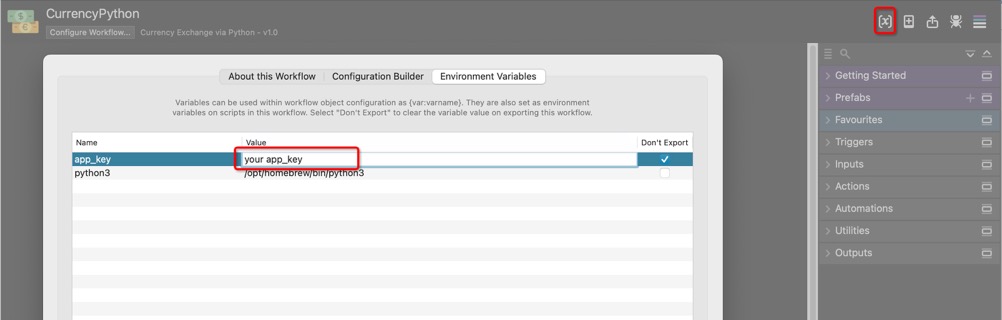 CurrencyPython
Configure Workflow... Currency Exchange via Python - v1.0
{x}
About this Workflow Configuration Builder Environment Variables
Variables can be used within workflow object configuration as {var:varname}. They are also set as environment
variables on scripts in this workflow. Select "Don't Export" to clear the variable value on exporting this workflow.
Name Value Don't Export
app_key your app_key
python3 /opt/homebrew/bin/python3
Getting Started
Prefabs
Favourites
Triggers
Inputs
Actions
Automations
Utilities
Outputs